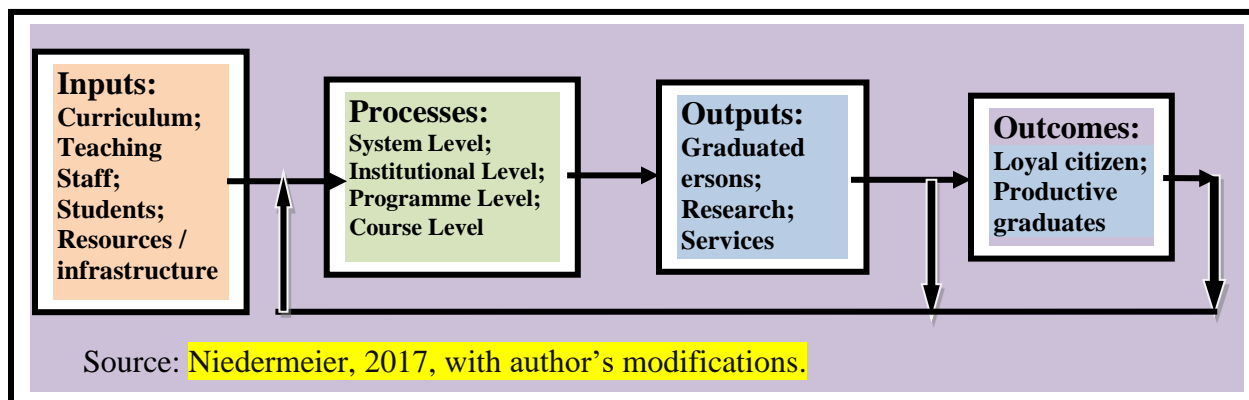 Inputs:
Curriculum;
Teaching
Staff;
Students;
Resources /
infrastructure
Processes:
System Level;
Institutional Level;
Programme Level;
Course Level
Outputs:
Graduated
ersons;
Research;
Services
Outcomes:
Loyal citizen;
Productive
graduates
Source: Niedermeier, 2017, with author’s modifications.